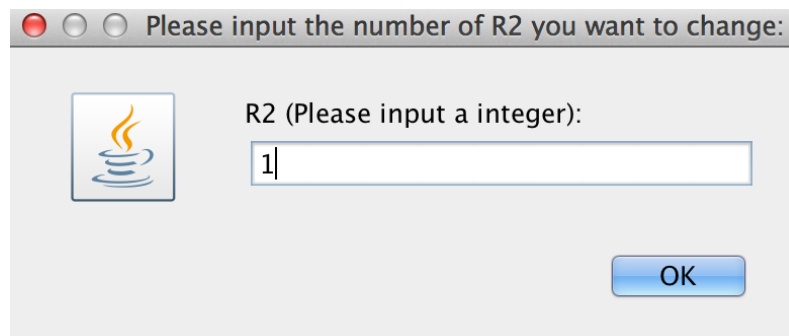 Please input the number of R2 you want to change:
R2 (Please input a integer):
1
OK